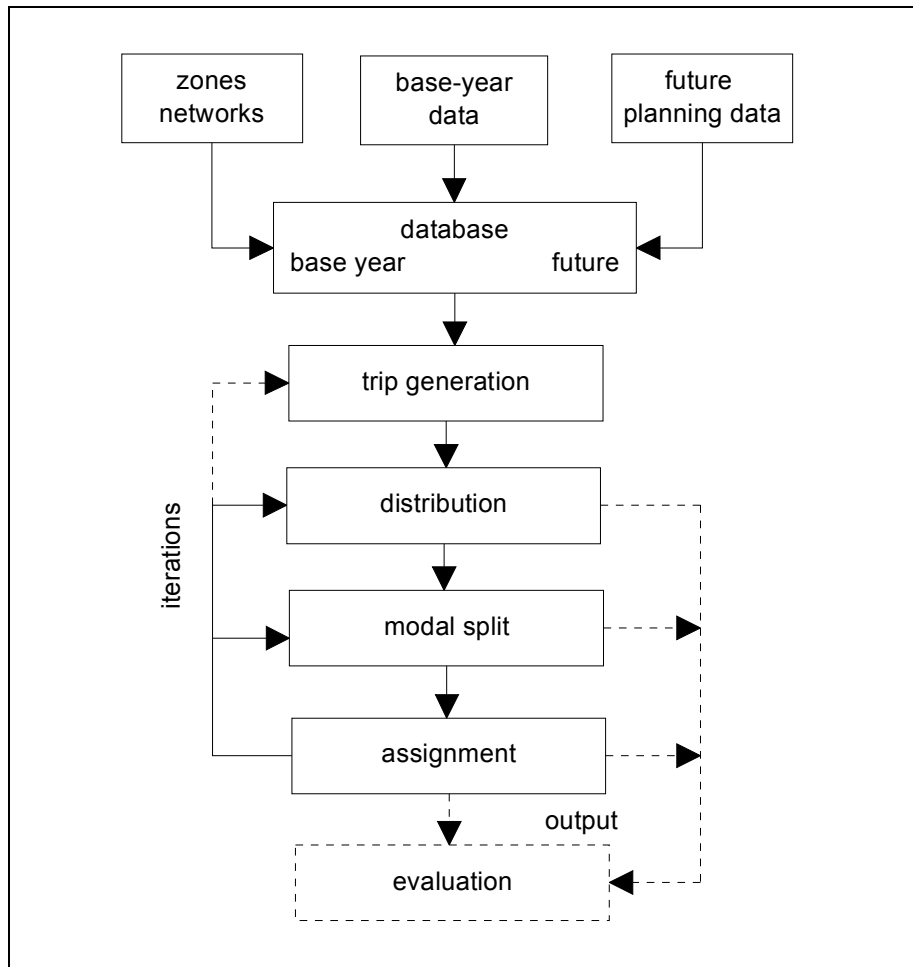 zones
networks
base-year
data
future
planning data
database
base year future
trip generation
distribution
iterations
modal split
assignment
output
evaluation